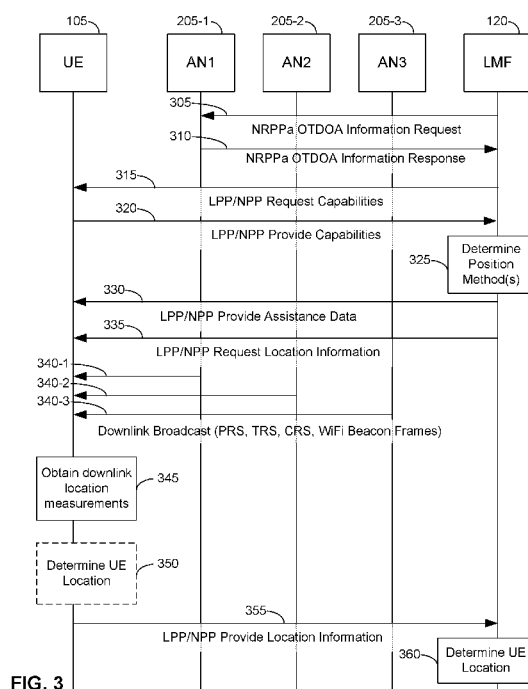 105
205-1
205-2
205-3
120
UE
AN1
AN2
AN3
LMF
305
NRPPa OTDOA Information Request
310
NRPPa OTDOA Information Response
315
LPP/NPP Request Capabilities
320
LPP/NPP Provide Capabilities
325
Determine
Position
Method(s)
330
LPP/NPP Provide Assistance Data
335
LPP/NPP Request Location Information
340-1
340-2
340-3
Downlink Broadcast (PRS, TRS, CRS, WiFi Beacon Frames)
Obtain downlink
location
measurements
345
Determine UE
Location
350
355
LPP/NPP Provide Location Information
360
Determine UE
Location
FIG. 3